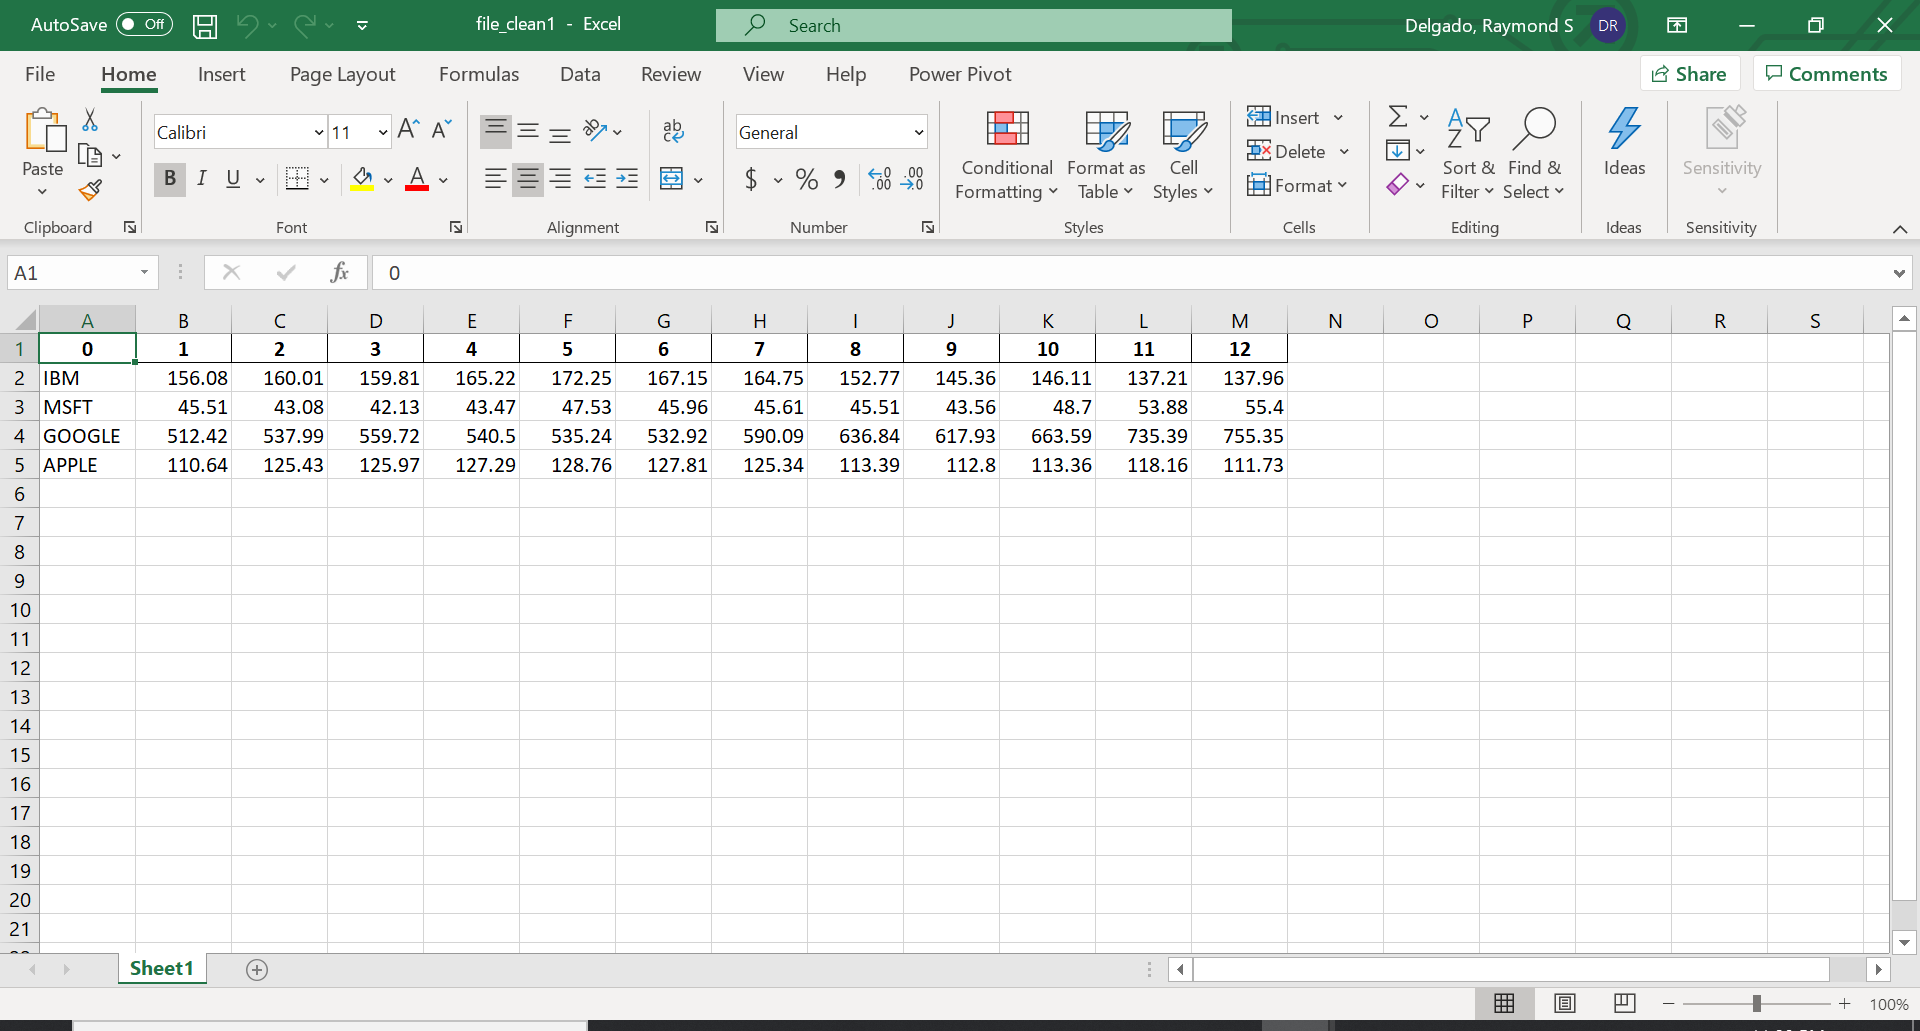 AutoSave Off file_clean1 - Excel Search Delgado, Raymond S DR
File Home Insert Page Layout Formulas Data Review View Help Power Pivot Share Comments
Paste
Clipboard
Calibri 11
B I U
Font
Alignment
General
$ % ,
Number
Conditional Formatting Format as Table Cell Styles
Styles
Insert
Delete
Format
Cells
Sort & Filter Find & Select
Editing
Ideas
Ideas
Sensitivity
Sensitivity
A1 fx 0
A B C D E F G H I J K L M N O P Q R S
1 0 1 2 3 4 5 6 7 8 9 10 11 12
2 IBM 156.08 160.01 159.81 165.22 172.25 167.15 164.75 152.77 145.36 146.11 137.21 137.96
3 MSFT 45.51 43.08 42.13 43.47 47.53 45.96 45.61 45.51 43.56 48.7 53.88 55.4
4 GOOGLE 512.42 537.99 559.72 540.5 535.24 532.92 590.09 636.84 617.93 663.59 735.39 755.35
5 APPLE 110.64 125.43 125.97 127.29 128.76 127.81 125.34 113.39 112.8 113.36 118.16 111.73
6
7
8
9
10
11
12
13
14
15
16
17
18
19
20
21
Sheet1
100%